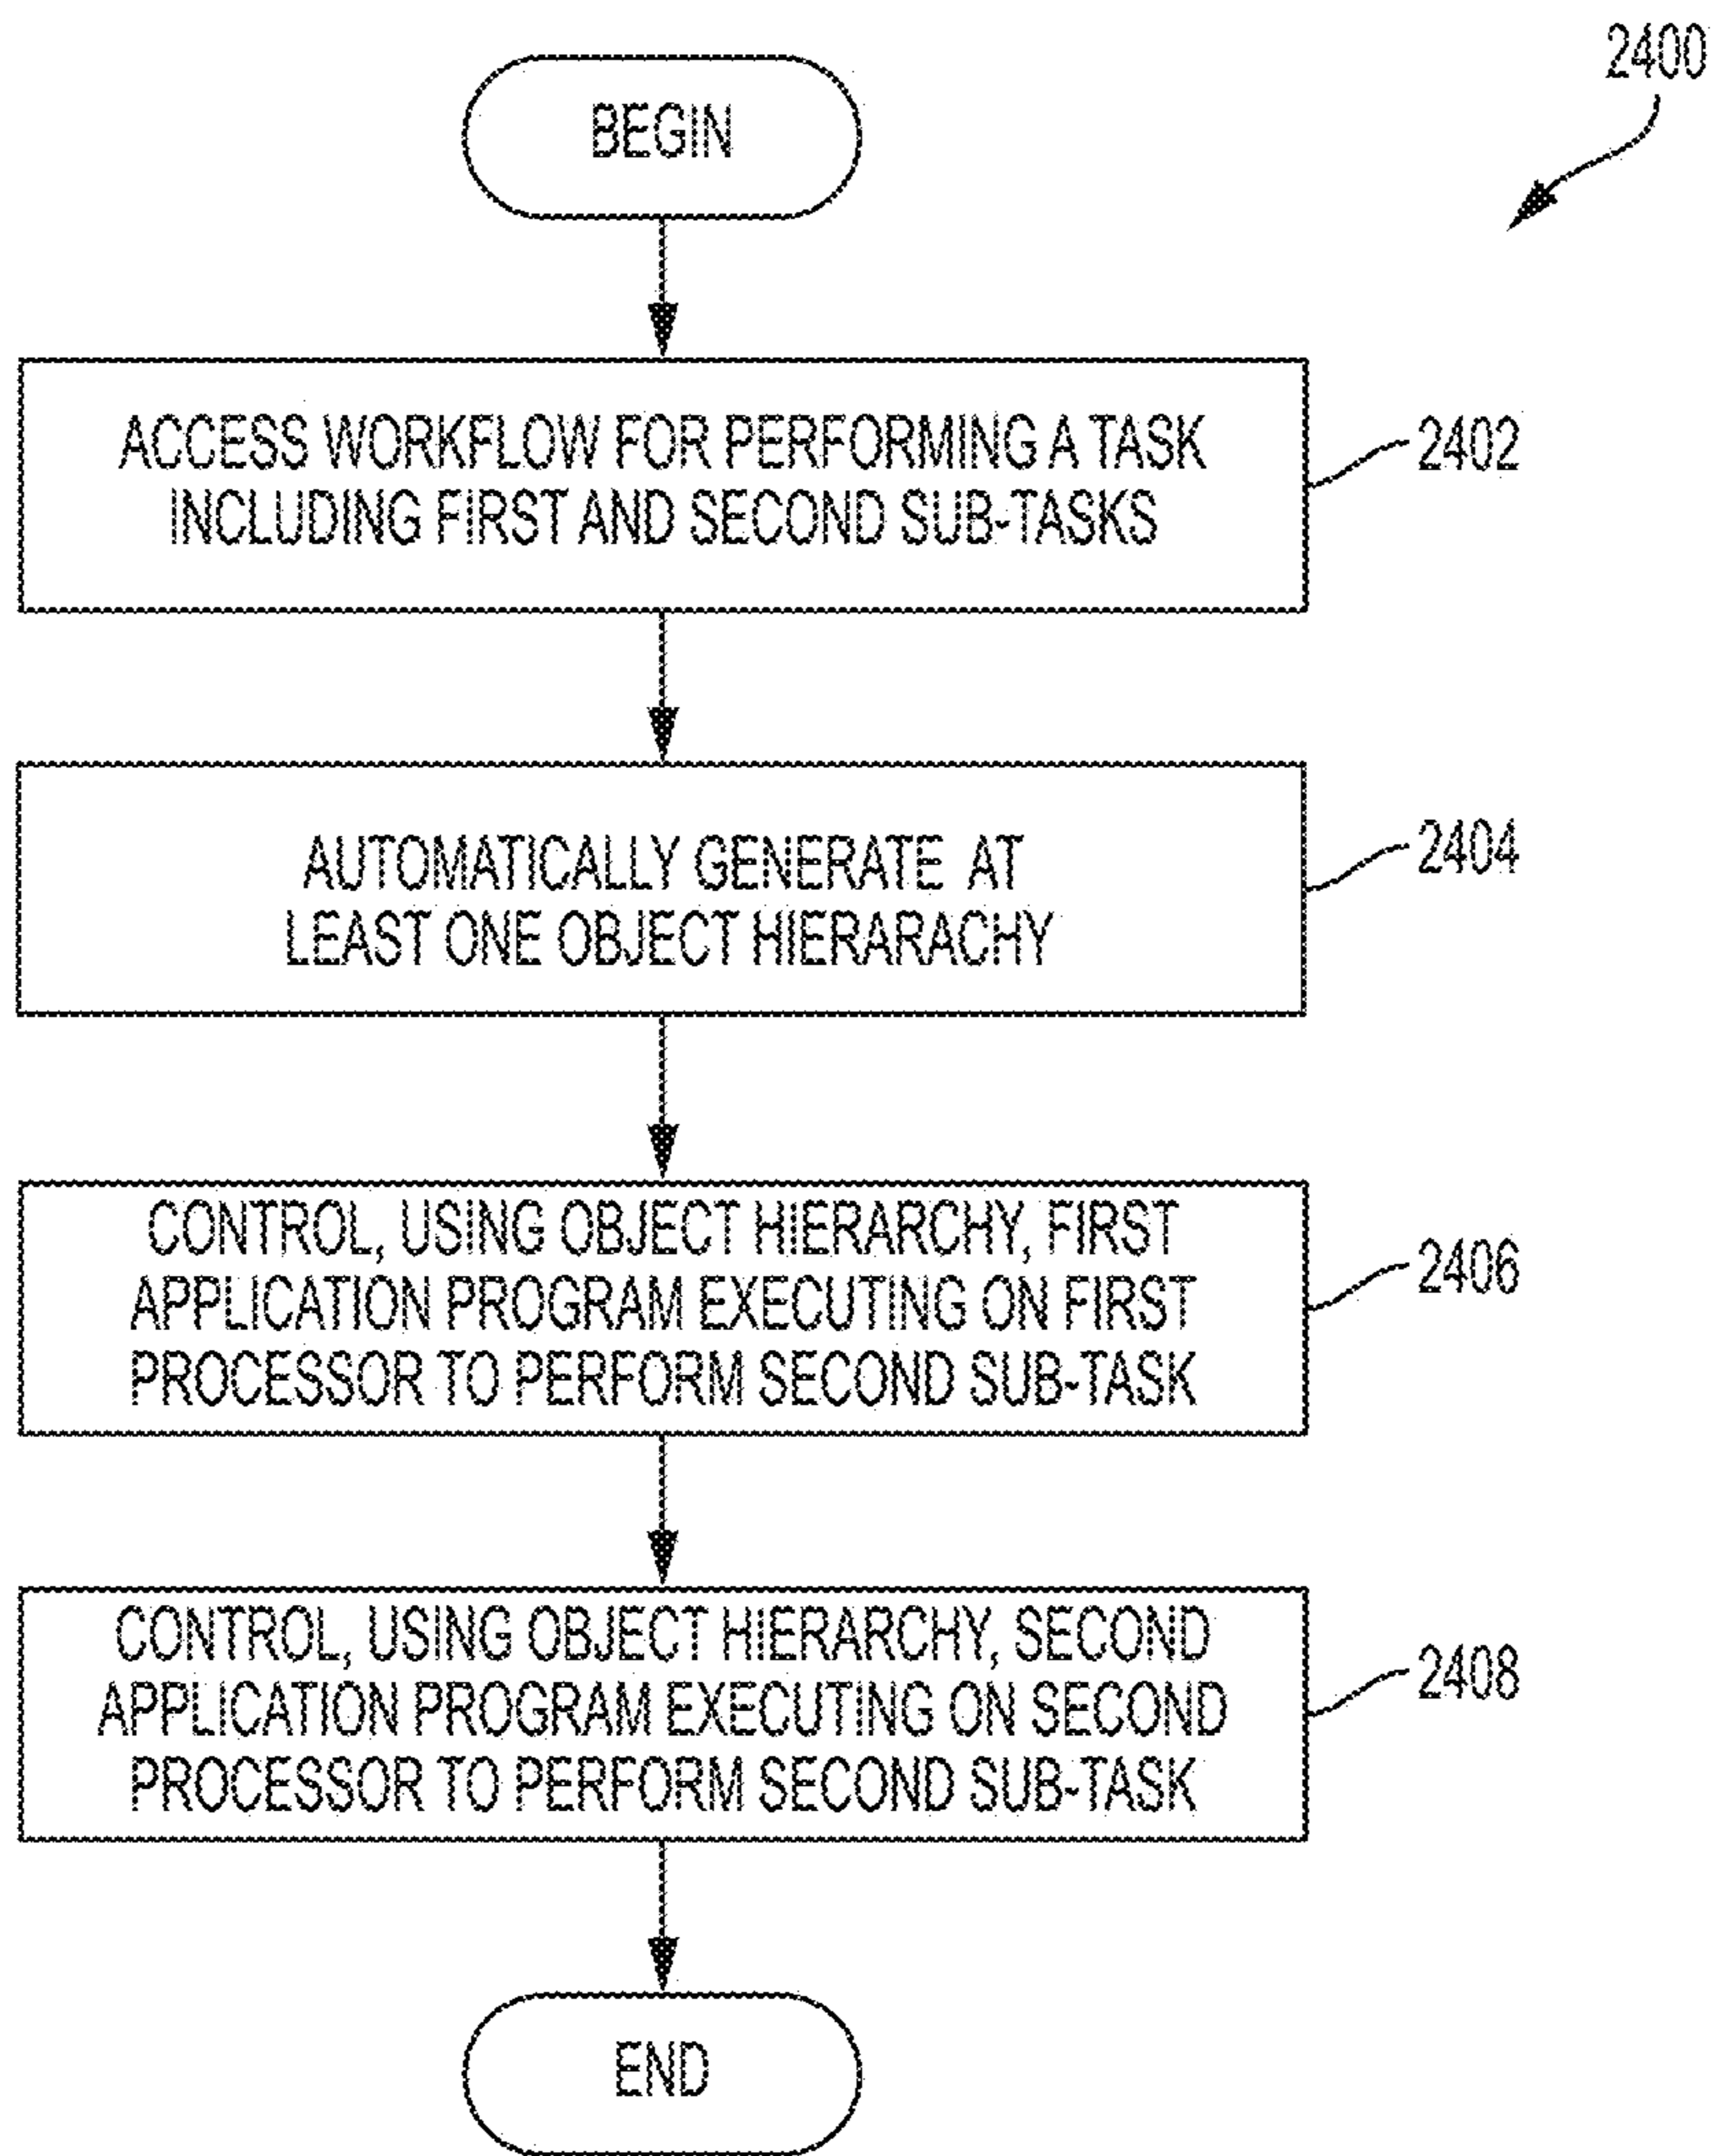 2400
BEGIN
ACCESS WORKFLOW FOR PERFORMING A TASK
INCLUDING FIRST AND SECOND SUB-TASKS
2402
AUTOMATICALLY GENERATE AT
LEAST ONE OBJECT HIERARACHY
2404
CONTROL, USING OBJECT HIERARCHY, FIRST
APPLICATION PROGRAM EXECUTING ON FIRST
PROCESSOR TO PERFORM SECOND SUB-TASK
2406
CONTROL, USING OBJECT HIERARCHY, SECOND
APPLICATION PROGRAM EXECUTING ON SECOND
PROCESSOR TO PERFORM SECOND SUB-TASK
2408
END